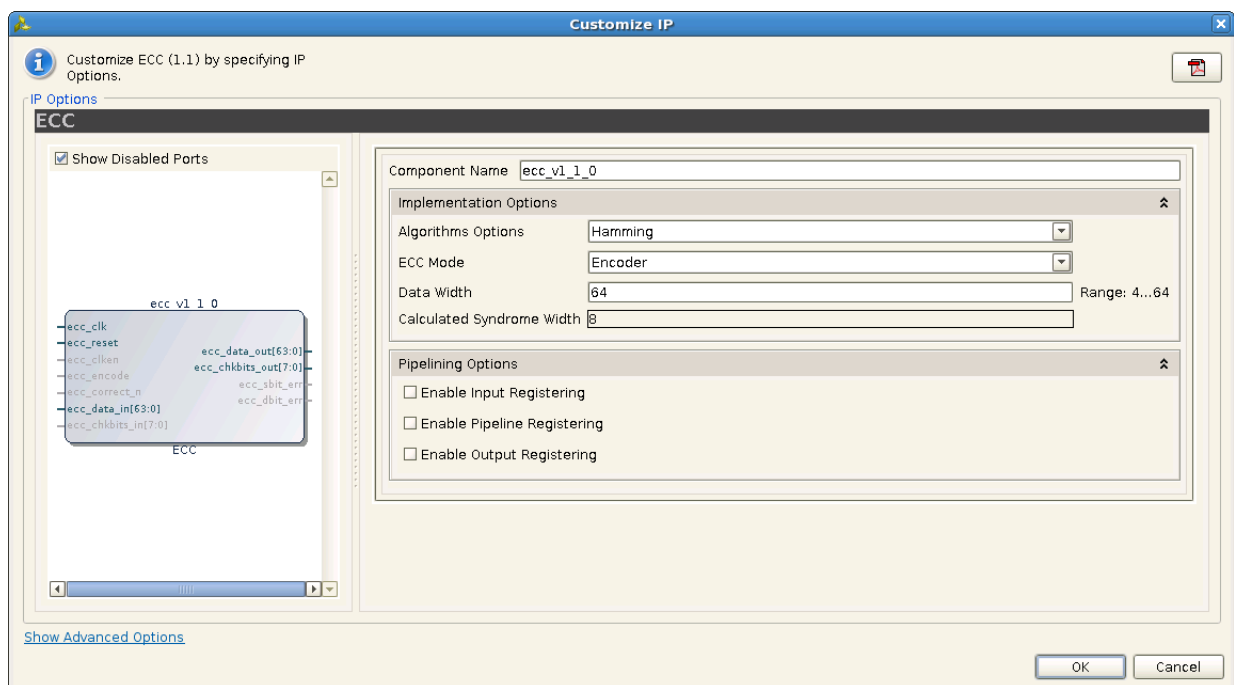 Customize IP
Customize ECC (1.1) by specifying IP
Options.
IP Options
ECC
Show Disabled Ports
ecc_v1_1_0
ecc_clk
ecc_reset
ecc_clken
ecc_encode
ecc_correct_n
ecc_data_in[63:0]
ecc_chkbits_in[7:0]
ecc_data_out[63:0]
ecc_chkbits_out[7:0]
ecc_sbit_err
ecc_dbit_err
ECC
Component Name ecc_v1_1_0
Implementation Options
Algorithms Options Hamming
ECC Mode Encoder
Data Width 64 Range: 4...64
Calculated Syndrome Width 8
Pipelining Options
Enable Input Registering
Enable Pipeline Registering
Enable Output Registering
Show Advanced Options
OK Cancel